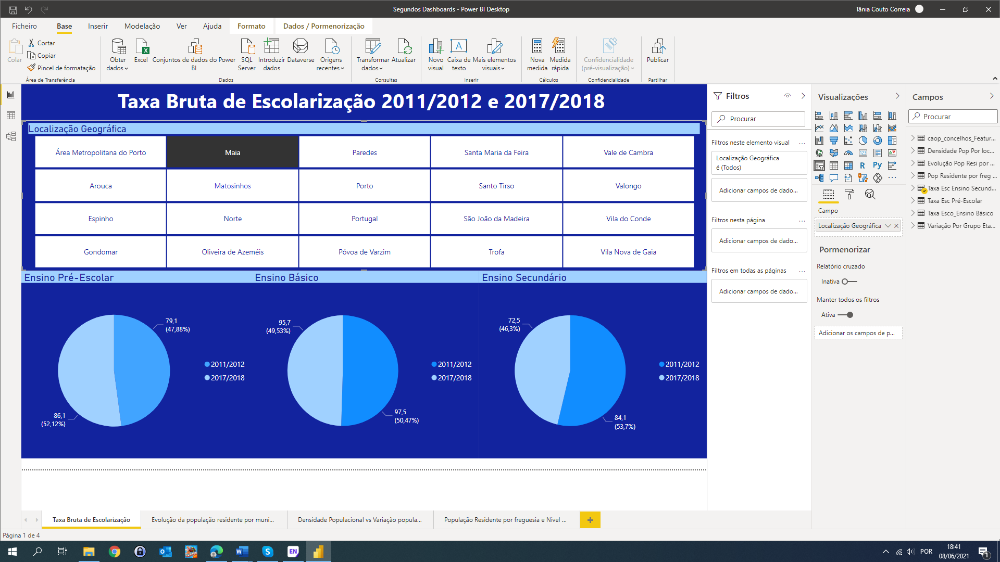 Segundos Dashboards - Power BI Desktop
Tânia Couto Correia
Ficheiro
Base
Inserir
Modelação
Ver
Ajuda
Formato
Dados / Pormenorização
Colar
Cortar
Copiar
Pincel de formatação
Área de Transferência
Obter
dados
Excel
Conjuntos de dados do Power
BI
SQL
Server
Introduzir
dados
Dataverse
Origens
recentes
Dados
Transformar
dados
Atualizar
Consultas
Novo
visual
Caixa de
texto
Mais elementos
visuais
Inserir
Nova
medida
Medida
rápida
Cálculos
Confidencialidade
(pré-visualização)
Confidencialidade
Publicar
Partilhar
Taxa Bruta de Escolarização 2011/2012 e 2017/2018
Localização Geográfica
Área Metropolitana do Porto
Maia
Paredes
Santa Maria da Feira
Vale de Cambra
Arouca
Matosinhos
Porto
Santo Tirso
Valongo
Espinho
Norte
Portugal
São João da Madeira
Vila do Conde
Gondomar
Oliveira de Azeméis
Póvoa de Varzim
Trofa
Vila Nova de Gaia
Ensino Pré-Escolar
79,1
(47,88%)
86,1
(52,12%)
2011/2012
2017/2018
Ensino Básico
95,7
(49,53%)
97,5
(50,47%)
2011/2012
2017/2018
Ensino Secundário
72,5
(46,3%)
84,1
(53,7%)
2011/2012
2017/2018
Filtros
Procurar
Filtros neste elemento visual ...
Localização Geográfica
é (Todos)
Adicionar campos de dado...
Filtros nesta página ...
Adicionar campos de dado...
Filtros em todas as páginas ...
Adicionar campos de dado...
Visualizações
123
R
Py
...
Campo
Localização Geográfica
Pormenorizar
Relatório cruzado
Inativa
Manter todos os filtros
Ativa
Adicionar os campos de p...
Campos
Procurar
caop_concelhos_Featur...
Densidade Pop Por loc...
Evolução Pop Resi por ...
Pop Residente por freg ...
Taxa Esc Ensino Secund...
Taxa Esc Pré-Escolar
Taxa Esco_Ensino Básico
Variação Por Grupo Eta...
Taxa Bruta de Escolarização
Evolução da população residente por muni...
Densidade Populacional vs Variação popula...
População Residente por freguesia e Nivel ...
+
Página 1 de 4
EN
POR
18:41
08/06/2021
1